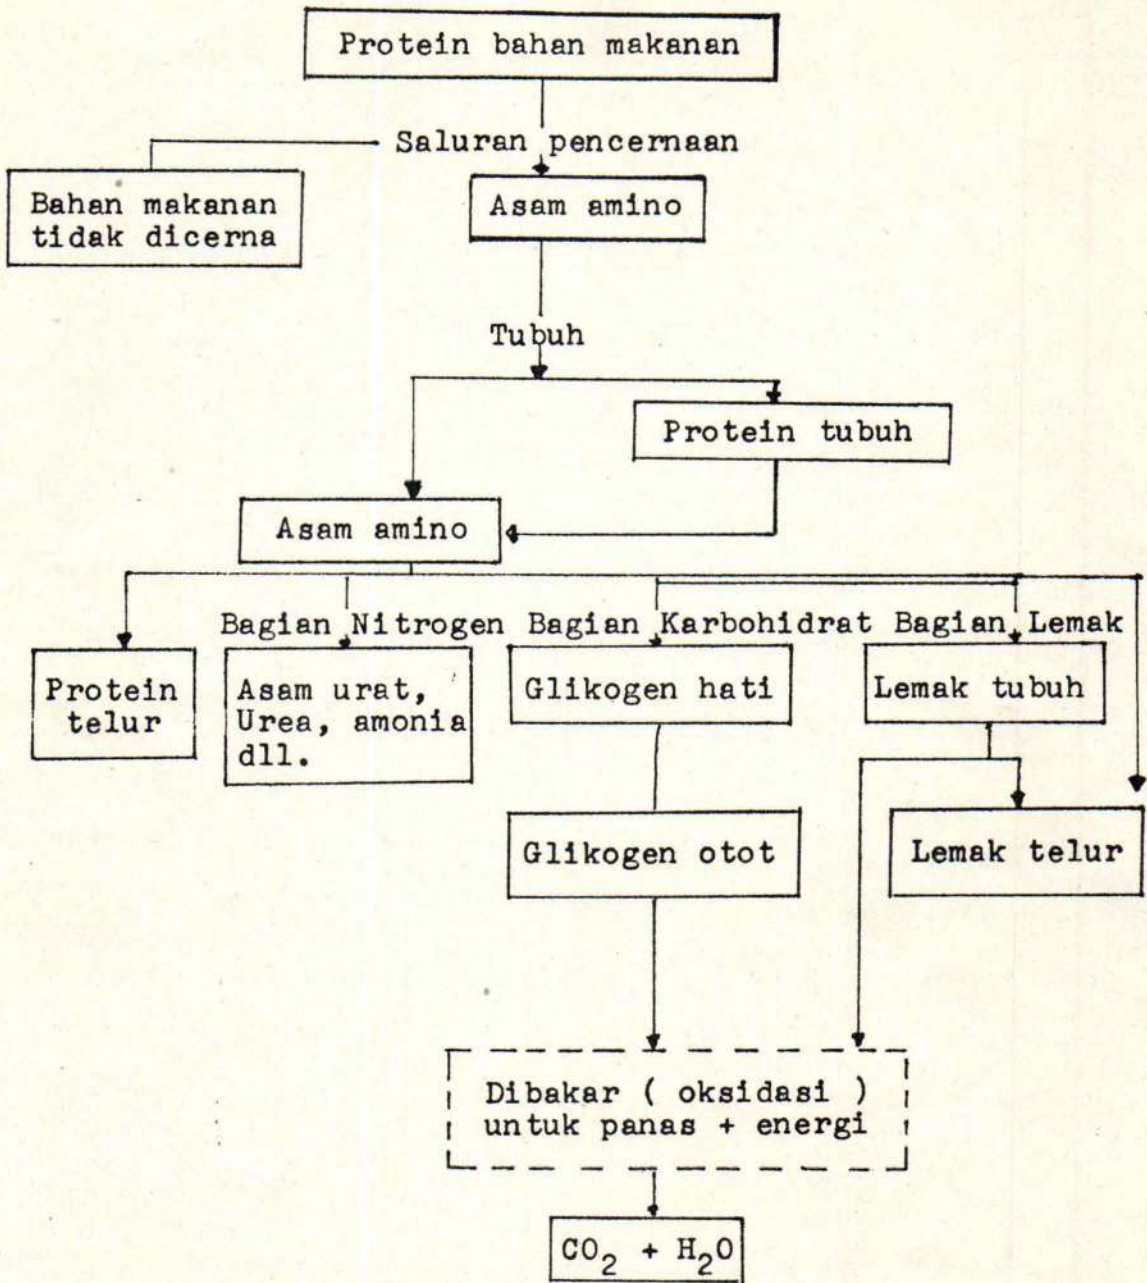 Protein bahan makanan
Saluran pencernaan
Bahan makanan
tidak dicerna
Asam amino
Tubuh
Protein tubuh
Asam amino
Bagian Nitrogen Bagian Karbohidrat Bagian Lemak
Protein
telur
Asam urat,
Urea, amonia
dll.
Glikogen hati
Lemak tubuh
Glikogen otot
Lemak telur
Dibakar ( oksidasi )
untuk panas + energi
CO₂ + H₂O